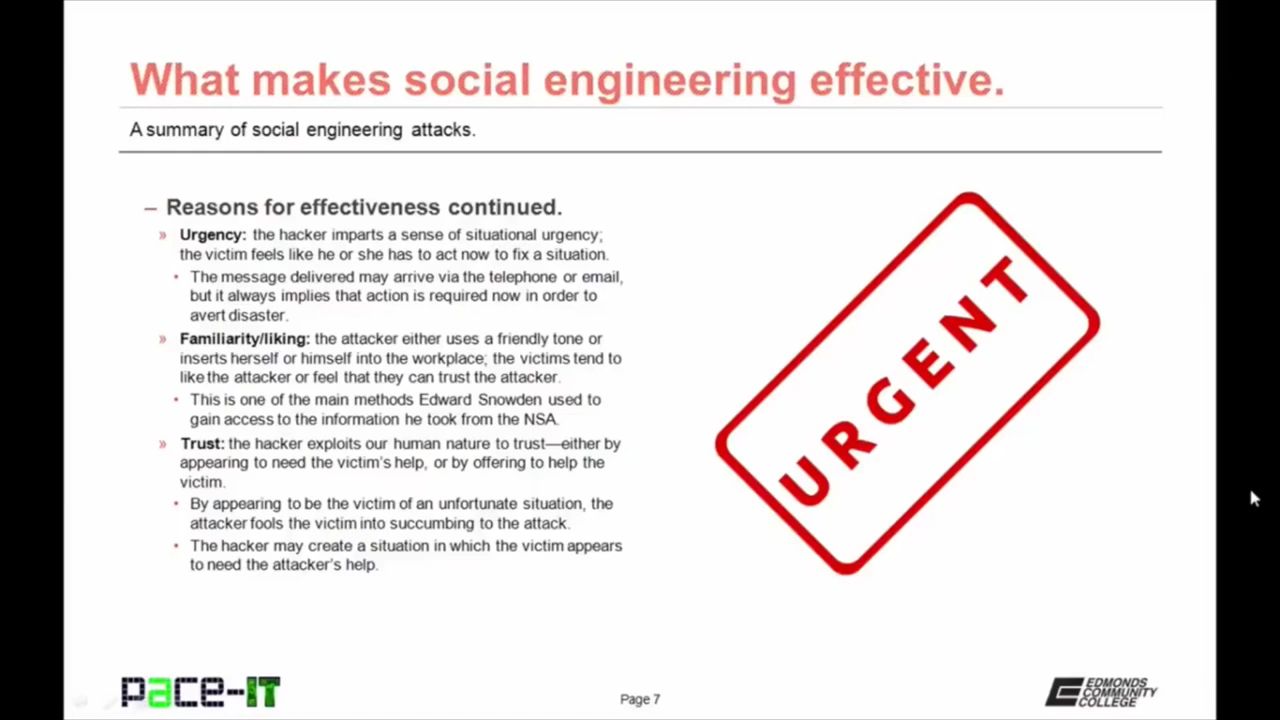 What makes social engineering effective.
A summary of social engineering attacks.
– Reasons for effectiveness continued.
» Urgency: the hacker imparts a sense of situational urgency;
the victim feels like he or she has to act now to fix a situation.
• The message delivered may arrive via the telephone or email,
but it always implies that action is required now in order to
avert disaster.
» Familiarity/liking: the attacker either uses a friendly tone or
inserts herself or himself into the workplace; the victims tend to
like the attacker or feel that they can trust the attacker.
• This is one of the main methods Edward Snowden used to
gain access to the information he took from the NSA.
» Trust: the hacker exploits our human nature to trust—either by
appearing to need the victim's help, or by offering to help the
victim.
• By appearing to be the victim of an unfortunate situation, the
attacker fools the victim into succumbing to the attack.
• The hacker may create a situation in which the victim appears
to need the attacker's help.
URGENT
pace-IT
Page 7
EDMONDS
COMMUNITY
COLLEGE